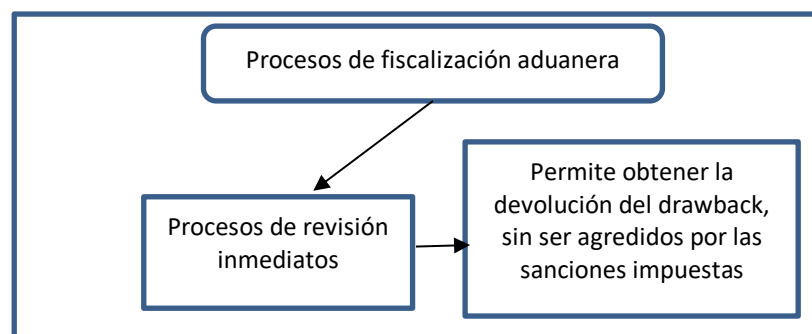 Procesos de fiscalización aduanera
Procesos de revisión
inmediatos
Permite obtener la
devolución del drawback,
sin ser agredidos por las
sanciones impuestas